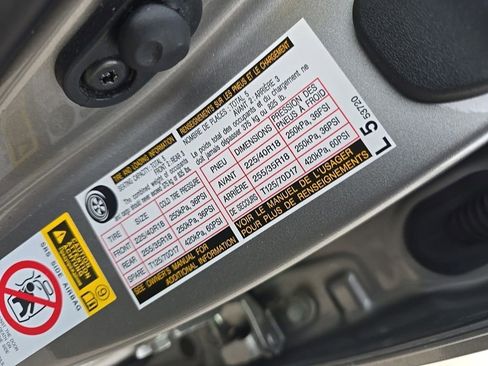 TIRE AND LOADING INFORMATION
SEATING CAPACITY: TOTAL 5
FRONT 2 REAR 3
The combined weight of occupants
and cargo should never exceed 375 kg or 825 lbs.
TIRE SIZE COLD TIRE PRESSURE
FRONT 225/40R18 250kPa, 36PSI
REAR 255/35R18 250kPa, 36PSI
SPARE T125/70D17 420kPa, 60PSI
SEE OWNER'S MANUAL FOR
ADDITIONAL INFORMATION
RENSEIGNEMENTS SUR LES PNEUS ET LE CHARGEMENT
NOMBRE DE PLACES : TOTAL 5
AVANT 2 ARRIÈRE 3
Le poids total des occupants et du chargement ne
doit jamais dépasser 375 kg ou 825 lb.
PNEU DIMENSIONS PRESSION DES
PNEUS À FROID
AVANT 225/40R18 250kPa, 36PSI
ARRIÈRE 255/35R18 250kPa, 36PSI
DE SECOURS T125/70D17 420kPa, 60PSI
VOIR LE MANUEL DE L'USAGER
POUR PLUS DE RENSEIGNEMENTS
L5
53720
SRS SIDE AIRBAG
9